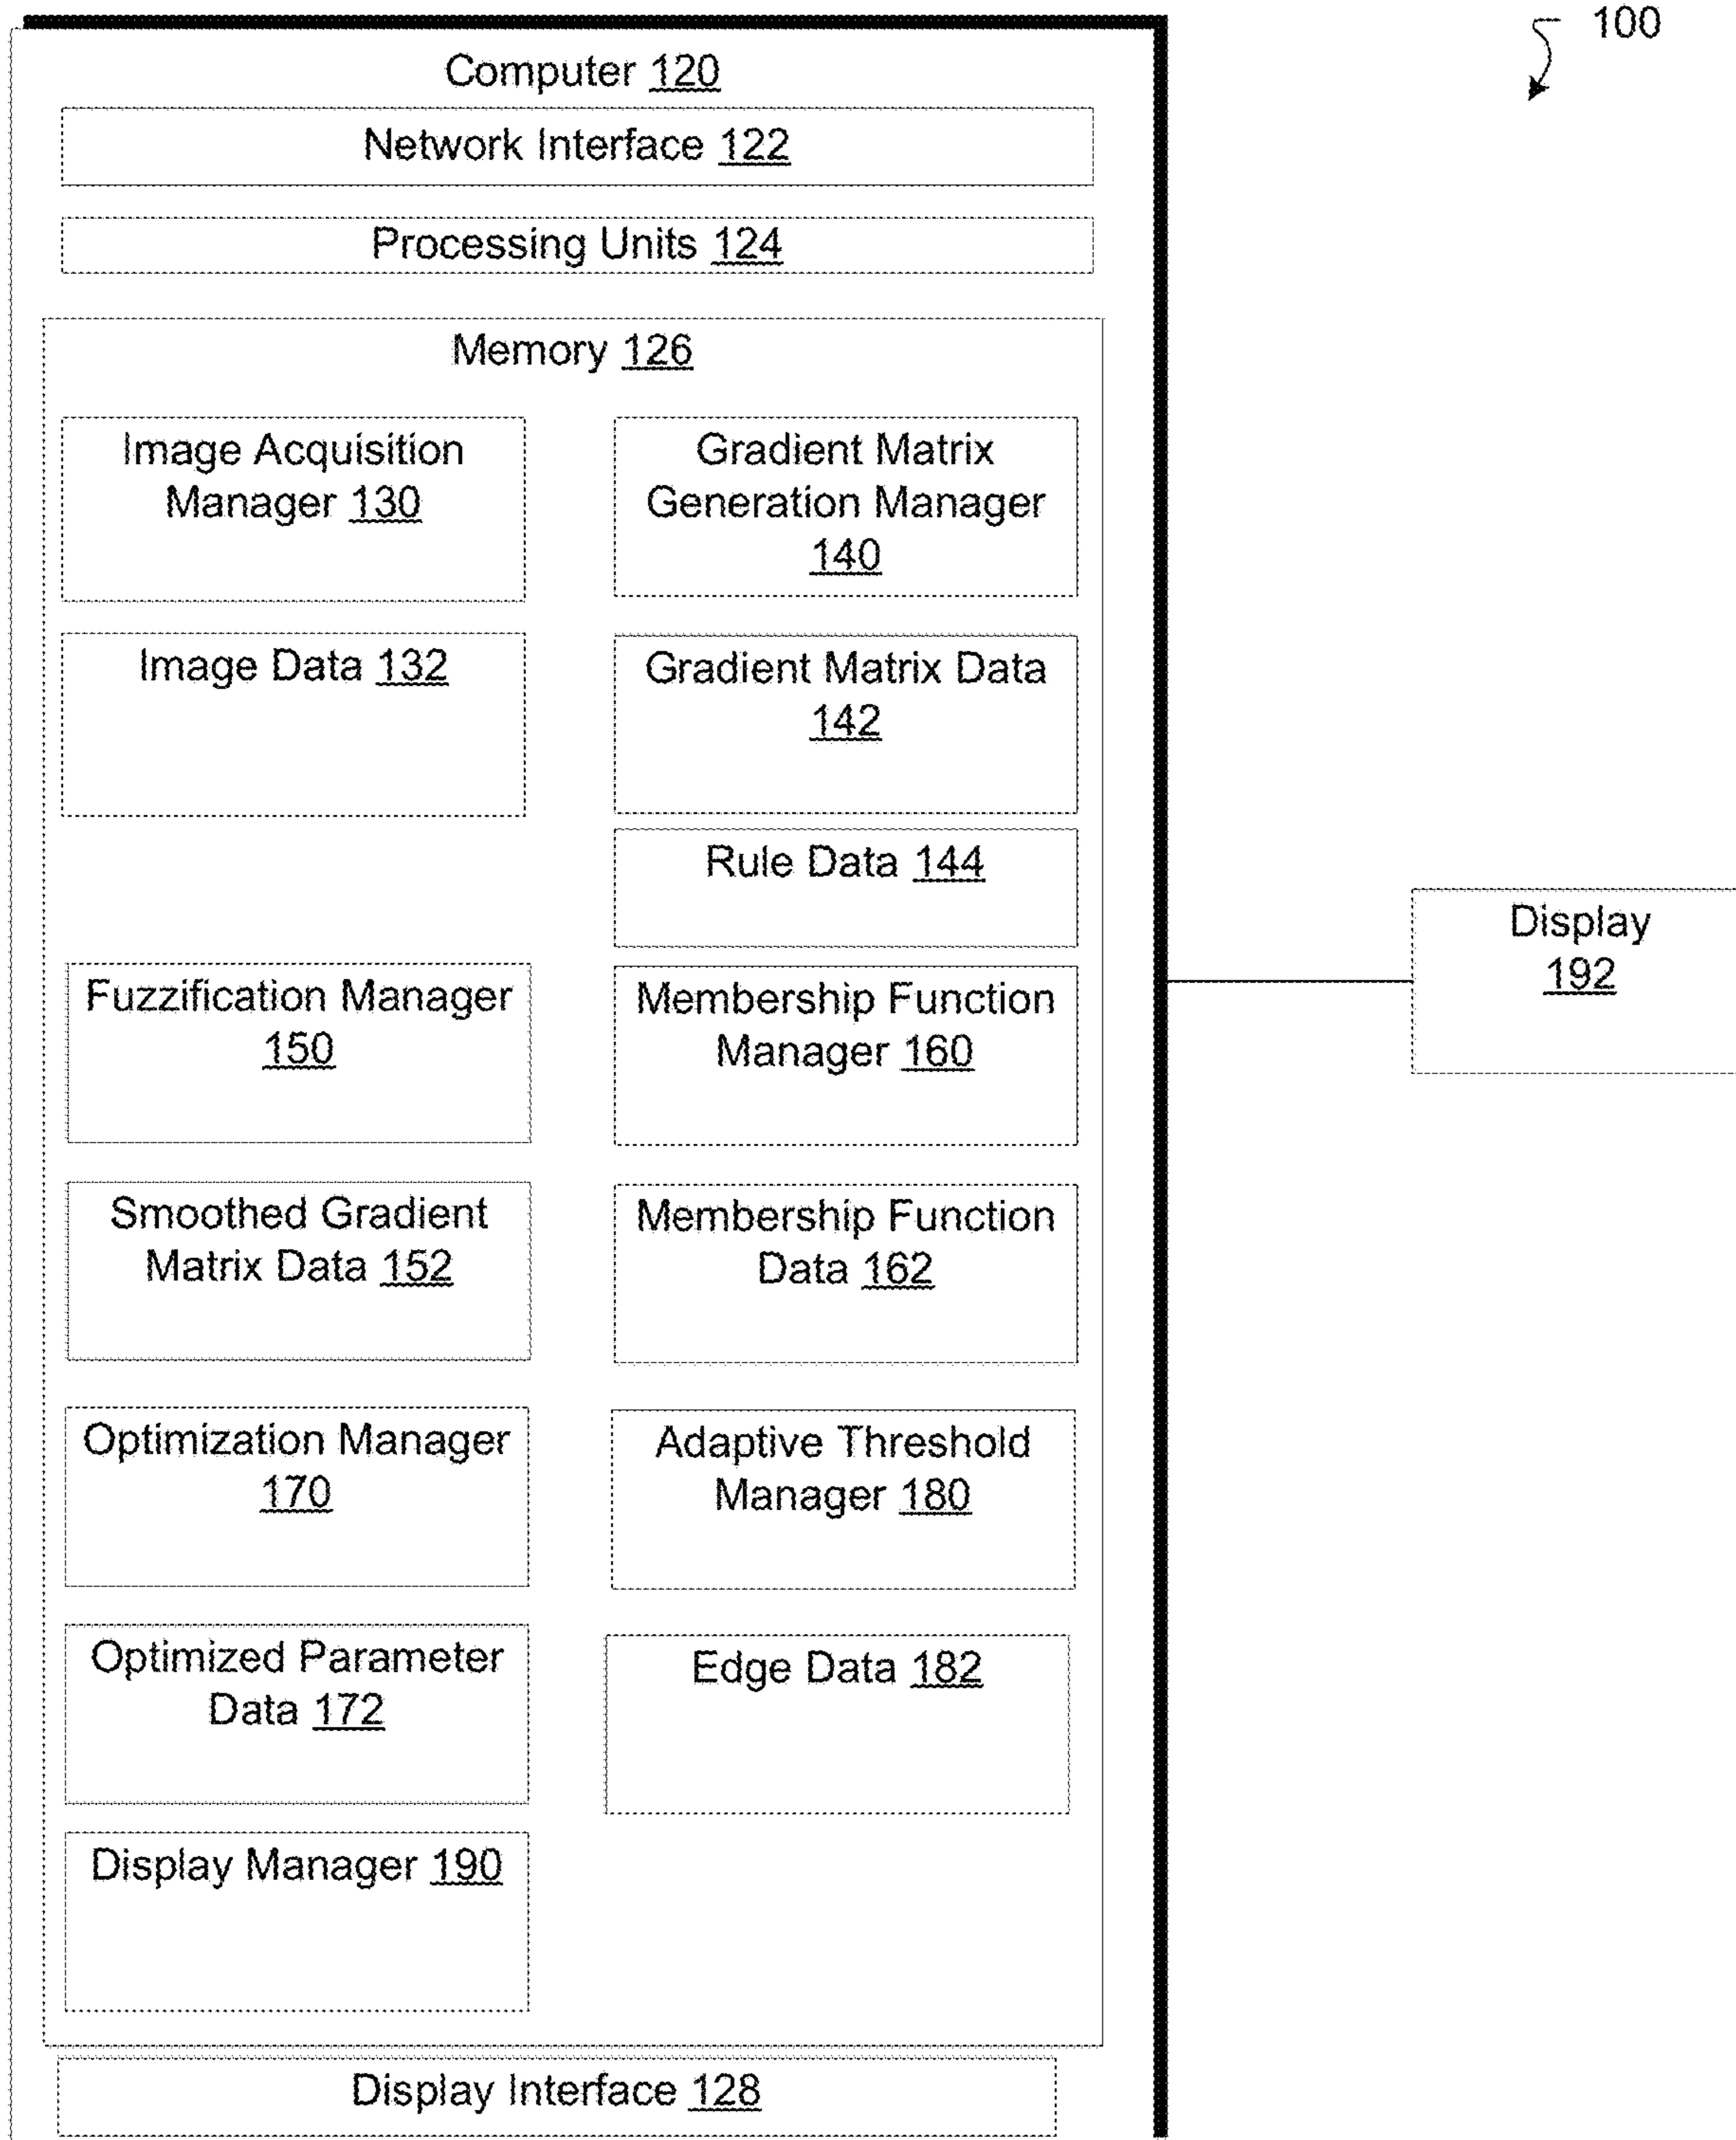 100
Computer 120
Network Interface 122
Processing Units 124
Memory 126
Image Acquisition
Manager 130
Gradient Matrix
Generation Manager
140
Image Data 132
Gradient Matrix Data
142
Rule Data 144
Display
192
Fuzzification Manager
150
Membership Function
Manager 160
Smoothed Gradient
Matrix Data 152
Membership Function
Data 162
Optimization Manager
170
Adaptive Threshold
Manager 180
Optimized Parameter
Data 172
Edge Data 182
Display Manager 190
Display Interface 128